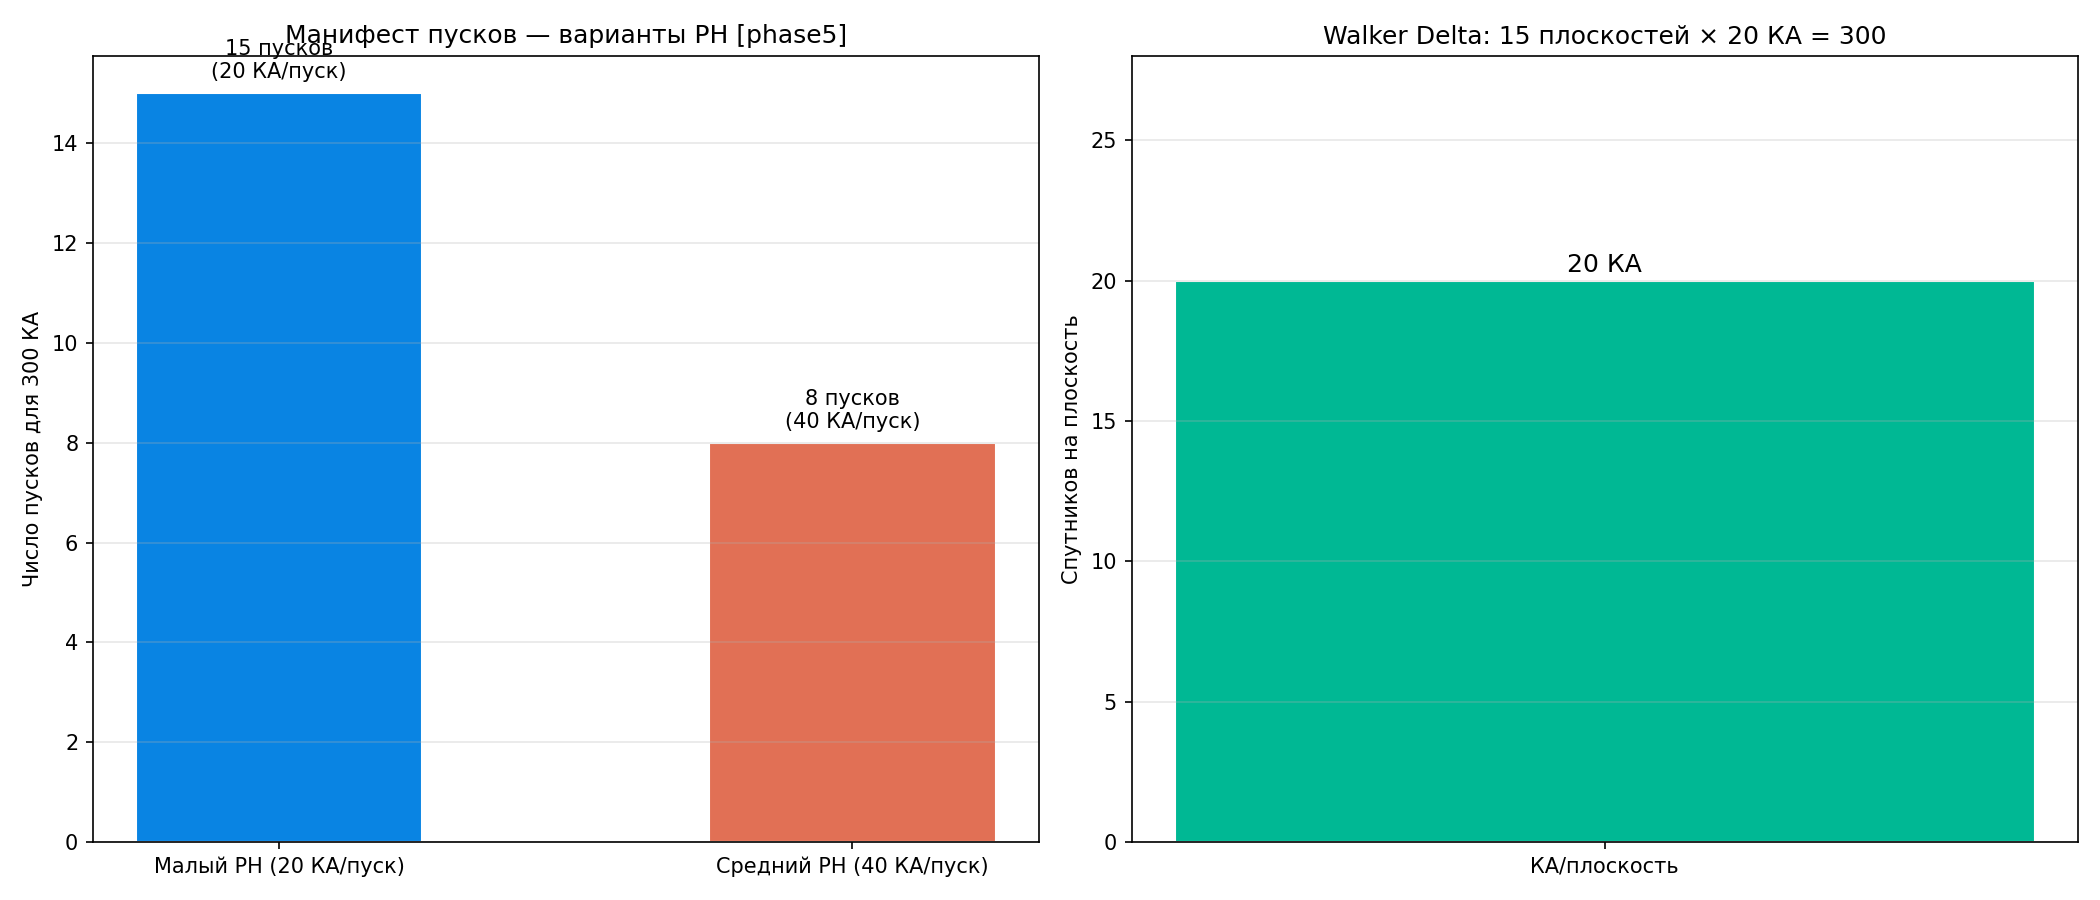 Манифест пусков — варианты РН [phase5]
15 пусков
(20 КА/пуск)
8 пусков
(40 КА/пуск)
Число пусков для 300 КА
14
12
10
8
6
4
2
0
Малый РН (20 КА/пуск)
Средний РН (40 КА/пуск)
Walker Delta: 15 плоскостей × 20 КА = 300
20 КА
Спутников на плоскость
25
20
15
10
5
0
КА/плоскость